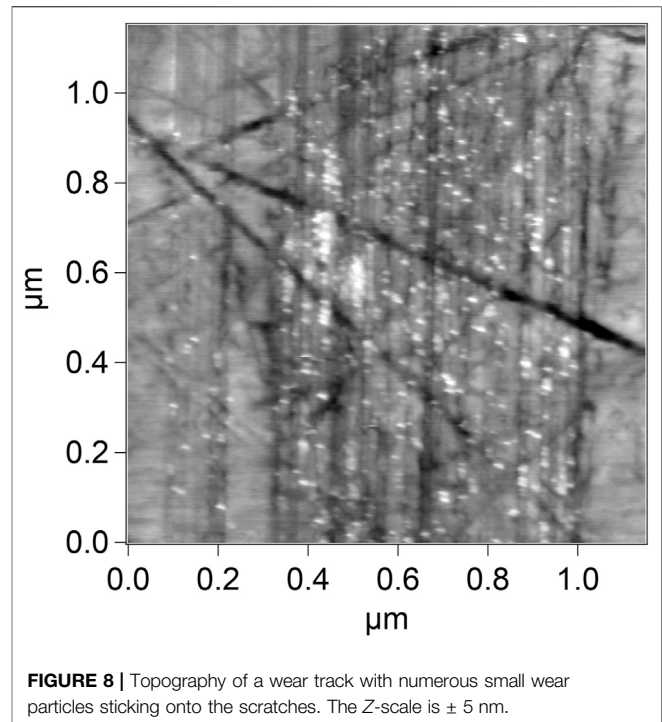 1.0
0.8
0.6
0.4
0.2
0.0
µm
0.0 0.2 0.4 0.6 0.8 1.0
µm
FIGURE 8 | Topography of a wear track with numerous small wear
particles sticking onto the scratches. The Z-scale is ± 5 nm.